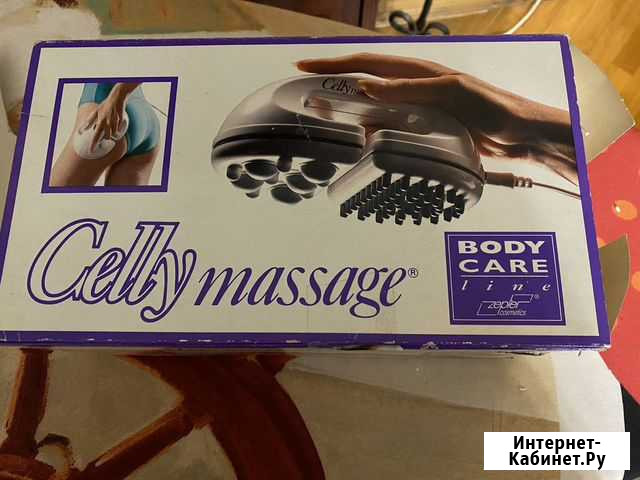 Celly
Celly massage®
BODY
CARE
line
zepter®
cosmetics
Интернет-
Кабинет.Ру